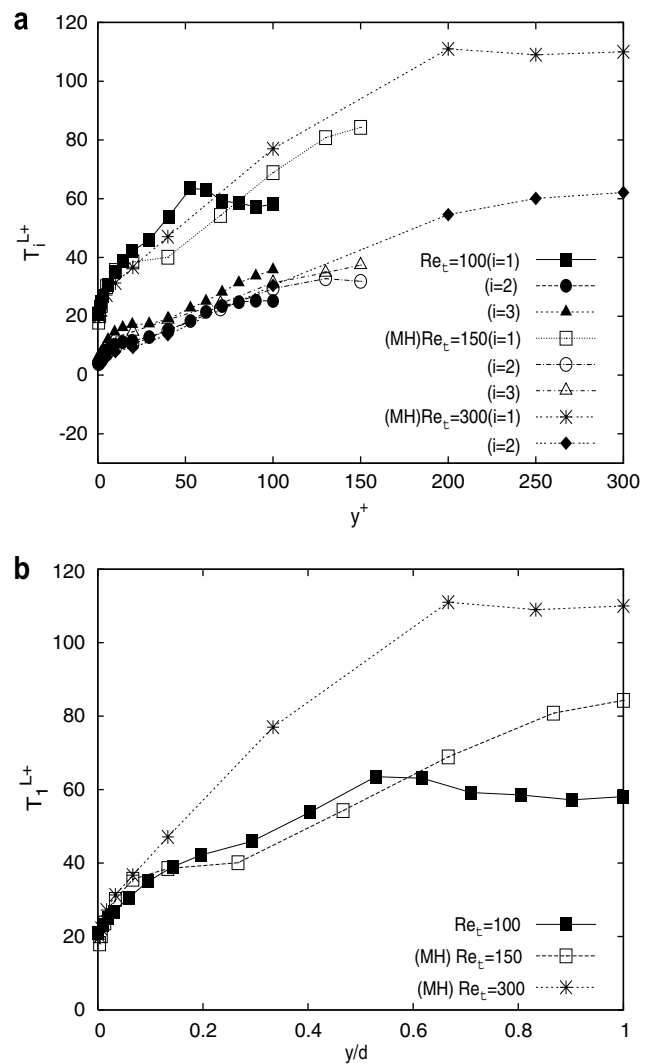 a
120
100
80
60
40
20
0
-20
T_i^{L+}
Re_t=100(i=1)
(i=2)
(i=3)
(MH)Re_t=150(i=1)
(i=2)
(i=3)
(MH)Re_t=300(i=1)
(i=2)
0 50 100 150 200 250 300
y^+
b
120
100
80
60
40
20
0
T_1^{L+}
Re_t=100
(MH) Re_t=150
(MH) Re_t=300
0 0.2 0.4 0.6 0.8 1
y/d